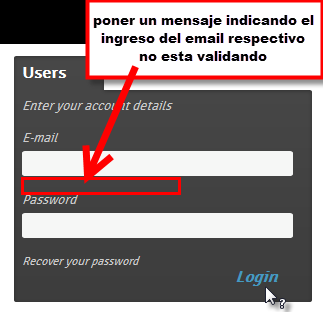 poner un mensaje indicando el
ingreso del email respectivo
no esta validando
Users
Enter your account details
E-mail
Password
Recover your password
Login
?